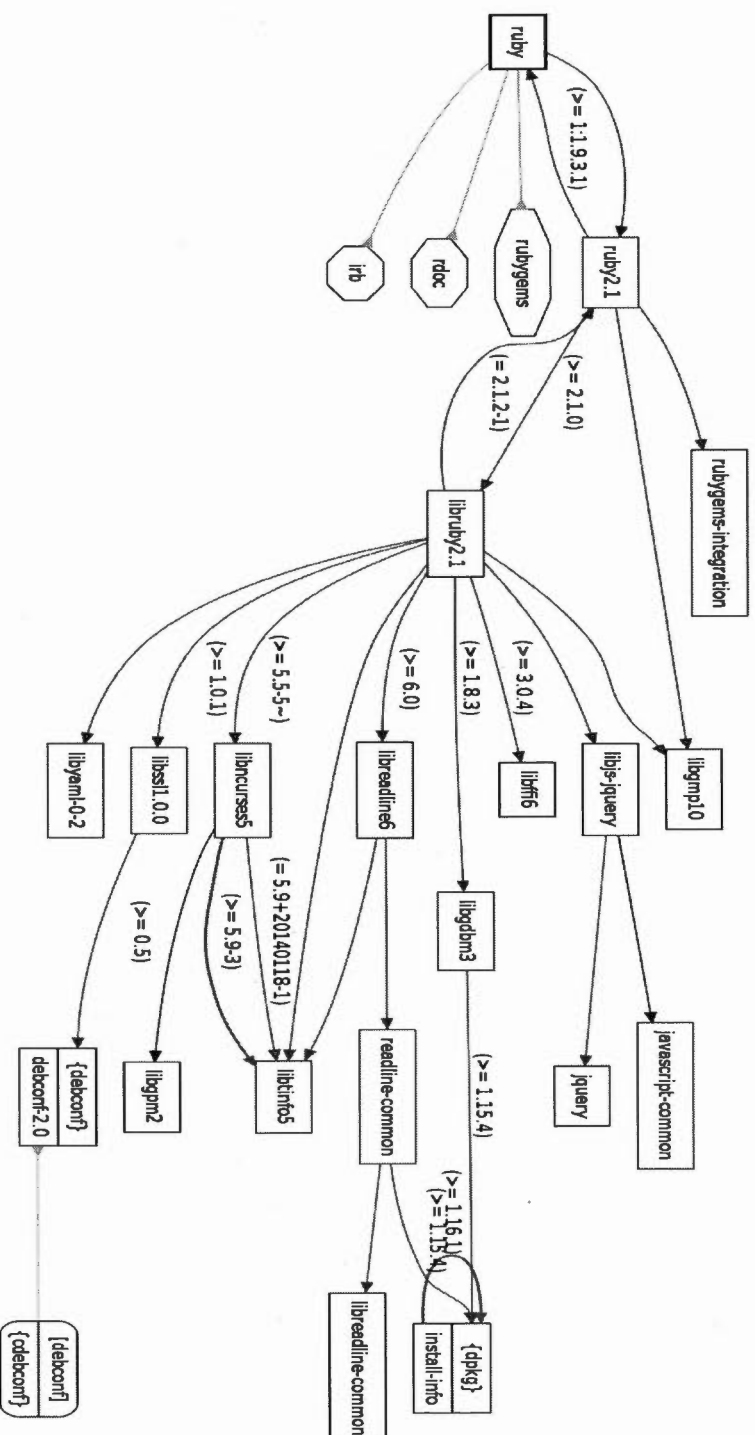 ruby
(>= 1:1.9.3.1)
rubygems
rdoc
irb
ruby2.1
(>= 2.1.0)
(= 2.1.2-1)
rubygems-integration
libruby2.1
(>= 3.0.4)
(>= 1.8.3)
(>= 6.0)
(>= 5.5-5~)
(>= 1.0.1)
libgmp10
libjs-jquery
libffi6
libreadline6
libncurses5
libssl1.0.0
libyaml-0-2
libgdbm3
(= 5.9+20140118-1)
(>= 5.9-3)
(>= 0.5)
javascript-common
jquery
readline-common
libtinfo5
libgpm2
{debconf}
debconf-2.0
(>= 1.15.4)
(>= 1.16.1)
(>= 1.15.4)
{dpkg}
install-info
libreadline-common
[debconf]
{cdebconf}